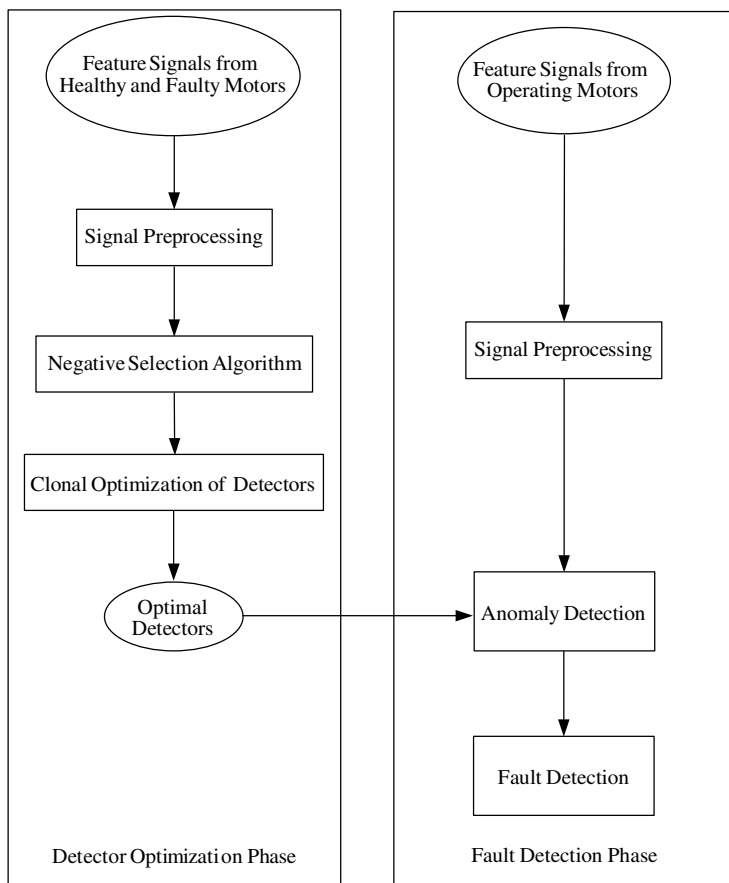 Feature Signals from
Healthy and Faulty Motors
Signal Preprocessing
Negative Selection Algorithm
Clonal Optimization of Detectors
Optimal
Detectors
Detector Optimization Phase
Feature Signals from
Operating Motors
Signal Preprocessing
Anomaly Detection
Fault Detection
Fault Detection Phase